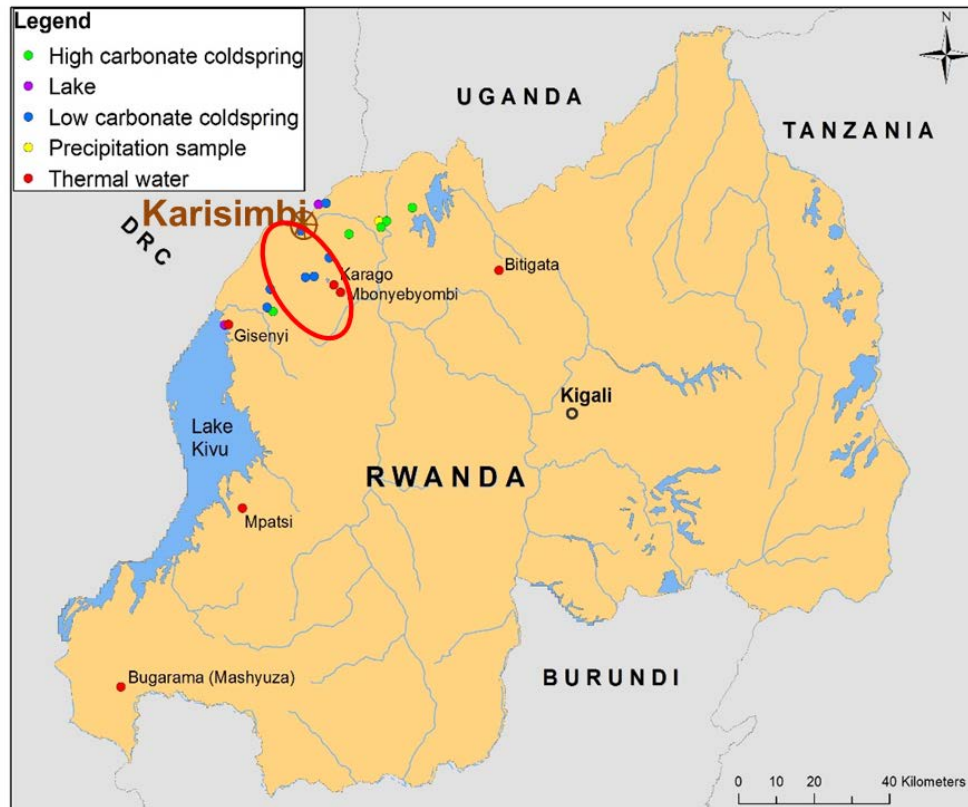 Legend
High carbonate coldspring
Lake
Low carbonate coldspring
Precipitation sample
Thermal water
N
UGANDA
TANZANIA
Karisimbi
DRC
Karago
Mbonyebyombi
Bitigata
Gisenyi
Kigali
Lake
Kivu
RWANDA
Mpatsi
Bugarama (Mashyuza)
BURUNDI
0 10 20 40 Kilometers